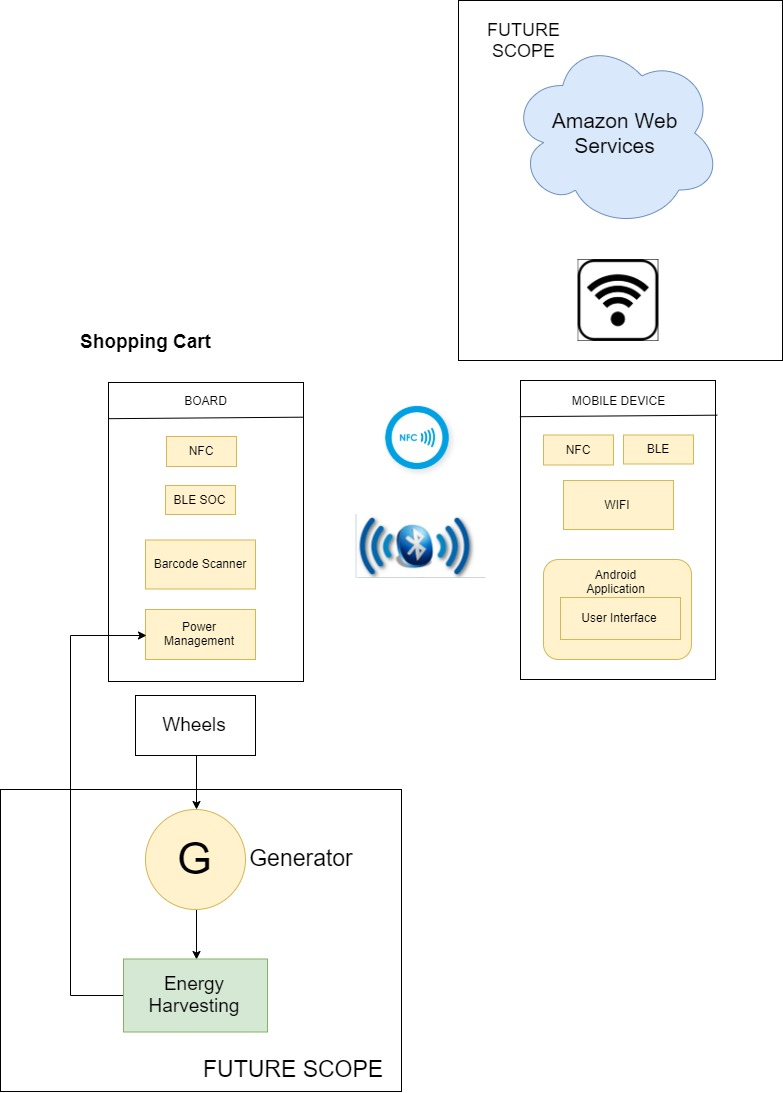 FUTURE
SCOPE
Amazon Web
Services
Shopping Cart
BOARD
NFC
BLE SOC
Barcode Scanner
Power
Management
NFC
MOBILE DEVICE
NFC
BLE
WIFI
Android
Application
User Interface
Wheels
G
Generator
Energy
Harvesting
FUTURE SCOPE